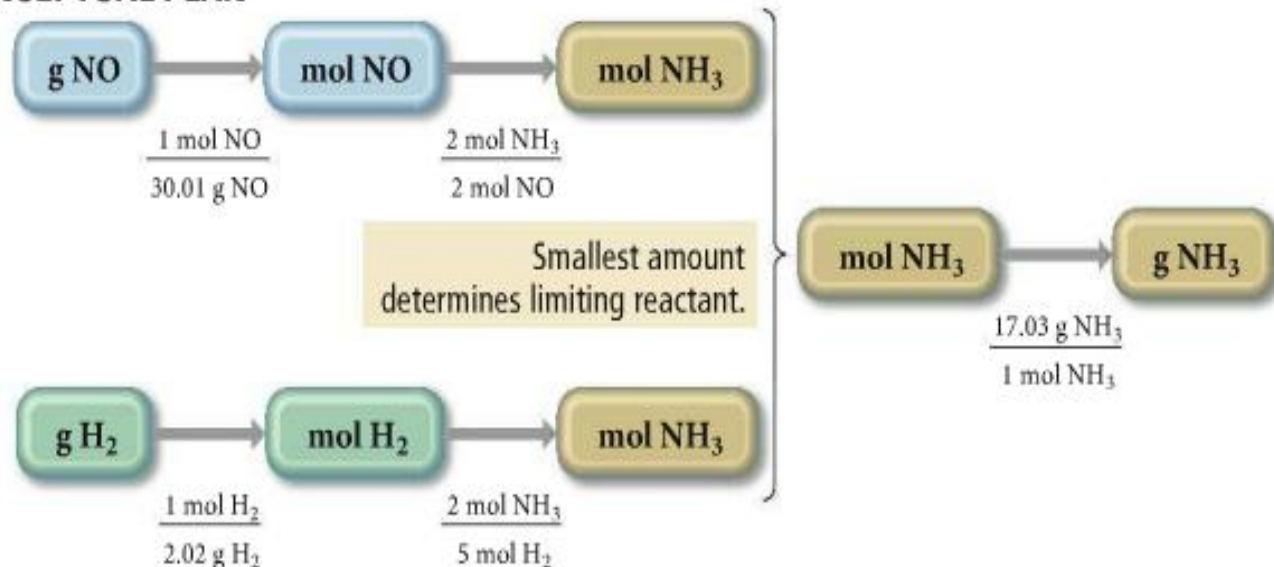 g NO
mol NO
mol NH₃
1 mol NO
30.01 g NO
2 mol NH₃
2 mol NO
Smallest amount
determines limiting reactant.
mol NH₃
g NH₃
17.03 g NH₃
1 mol NH₃
g H₂
mol H₂
mol NH₃
1 mol H₂
2.02 g H₂
2 mol NH₃
5 mol H₂